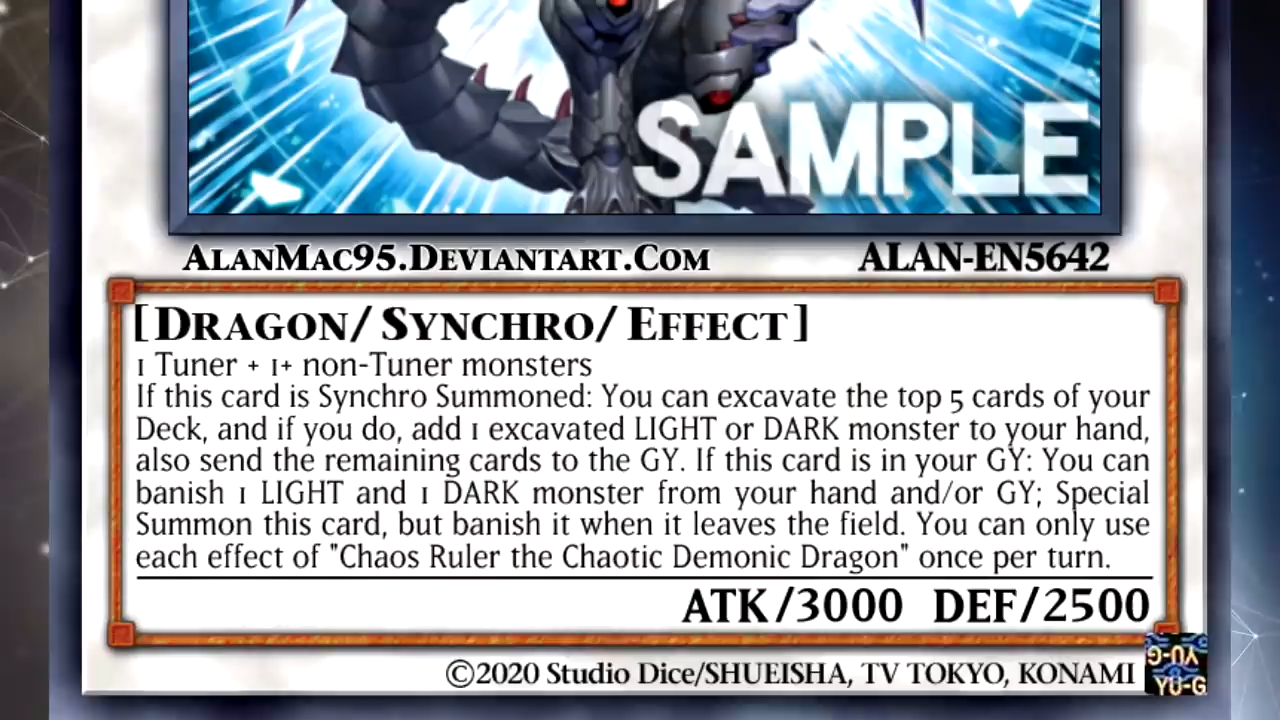 SAMPLE
ALANMAC95.DEVIANTART.COM ALAN-EN5642
[DRAGON/ SYNCHRO/ EFFECT]
1 Tuner + 1+ non-Tuner monsters
If this card is Synchro Summoned: You can excavate the top 5 cards of your
Deck, and if you do, add 1 excavated LIGHT or DARK monster to your hand,
also send the remaining cards to the GY. If this card is in your GY: You can
banish 1 LIGHT and 1 DARK monster from your hand and/or GY; Special
Summon this card, but banish it when it leaves the field. You can only use
each effect of "Chaos Ruler the Chaotic Demonic Dragon" once per turn.
ATK/3000 DEF/2500
©2020 Studio Dice/SHUEISHA, TV TOKYO, KONAMI
YU-G